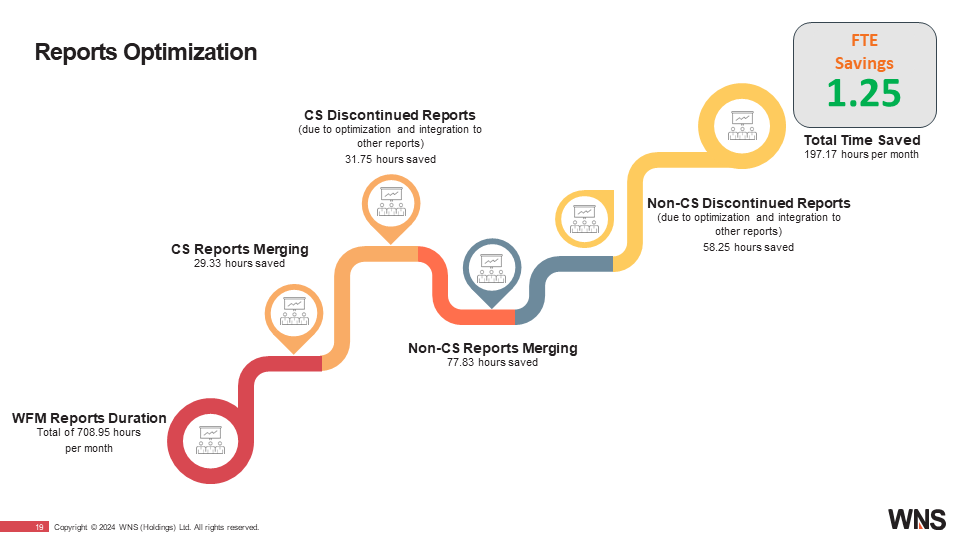 Reports Optimization
FTE
Savings
1.25
Total Time Saved
197.17 hours per month
CS Discontinued Reports
(due to optimization and integration to
other reports)
31.75 hours saved
Non-CS Discontinued Reports
(due to optimization and integration to
other reports)
58.25 hours saved
CS Reports Merging
29.33 hours saved
Non-CS Reports Merging
77.83 hours saved
WFM Reports Duration
Total of 708.95 hours
per month
19 Copyright © 2024 WNS (Holdings) Ltd. All rights reserved.
WNS